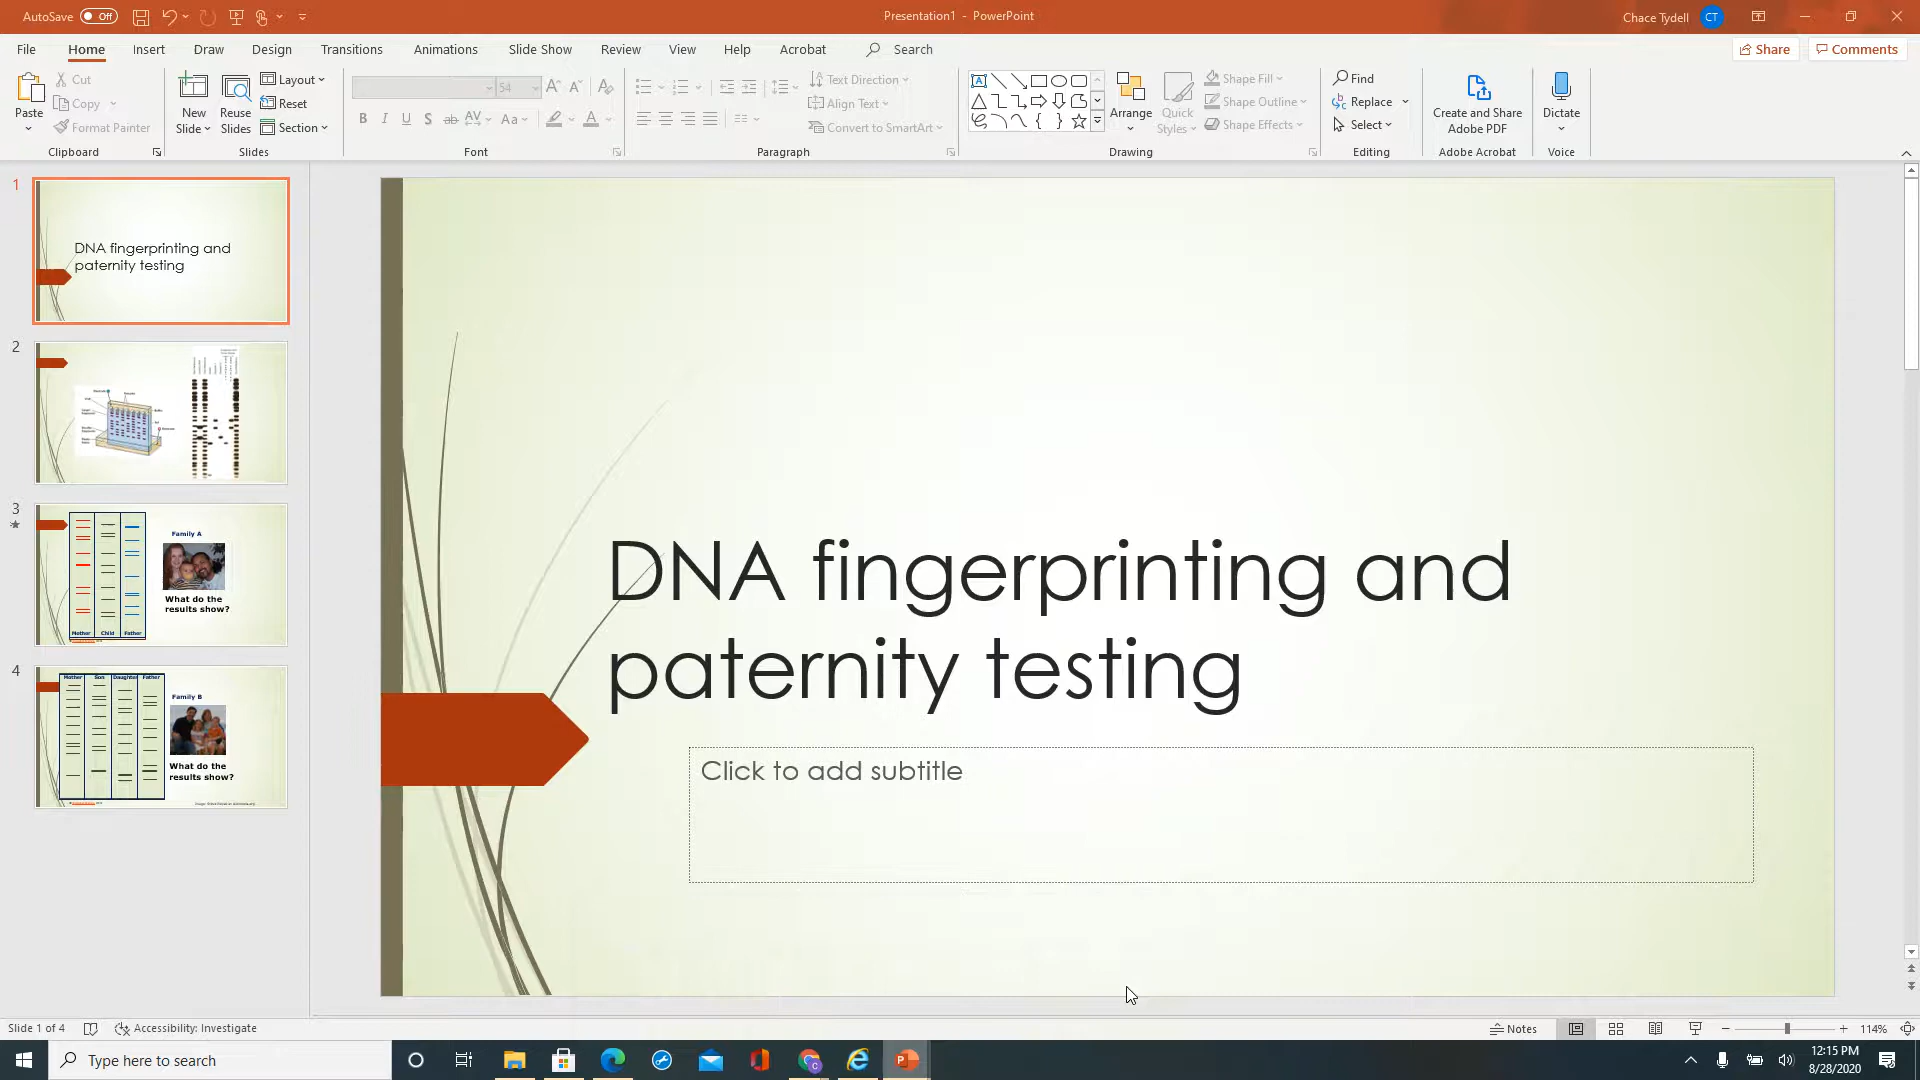 AutoSave Off
Presentation1 - PowerPoint
Chace Tydell CT
File Home Insert Draw Design Transitions Animations Slide Show Review View Help Acrobat Search
Share Comments
Paste
Cut
Copy
Format Painter
Clipboard
New
Slide
Reuse
Slides
Layout
Reset
Section
Slides
54
B I U S ab AV Aa A
Font
Text Direction
Align Text
Convert to SmartArt
Paragraph
Arrange
Quick
Styles
Shape Fill
Shape Outline
Shape Effects
Drawing
Find
Replace
Select
Editing
Create and Share
Adobe PDF
Adobe Acrobat
Dictate
Voice
1
DNA fingerprinting and
paternity testing
2
3
Family A
What do the
results show?
Mother Child Father
4
Mother Son Daughter Father
Family B
What do the
results show?
DNA fingerprinting and
paternity testing
Click to add subtitle
Slide 1 of 4
Accessibility: Investigate
Notes
114%
Type here to search
12:15 PM
8/28/2020